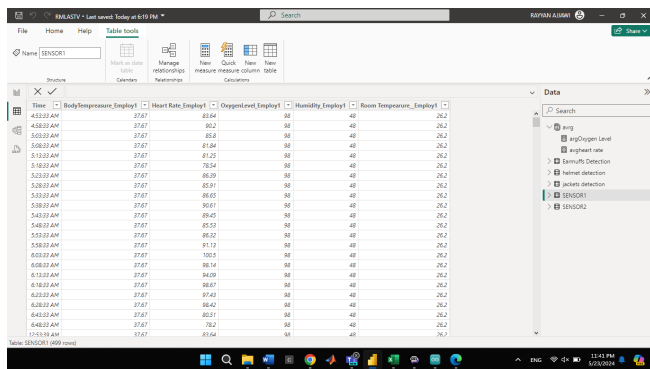 RMLASTV • Last saved: Today at 6:19 PM
Search
RAYYAN ALJAWI
File Home Help Table tools
Share
Name SENSOR1
Mark as date table
Manage relationships
New measure
Quick measure
New column
New table
Structure Calendars Relationships Calculations
Time BodyTempreasure_Employ1 Heart Rate_Employ1 OxygenLevel_Employ1 Humidity_Employ1 Room Tempearure_Employ1
4:53:33 AM 37.67 83.64 98 48 26.2
4:58:33 AM 37.67 90.2 98 48 26.2
5:03:33 AM 37.67 85.8 98 48 26.2
5:08:33 AM 37.67 81.84 98 48 26.2
5:13:33 AM 37.67 81.25 98 48 26.2
5:18:33 AM 37.67 78.54 98 48 26.2
5:23:33 AM 37.67 86.39 98 48 26.2
5:28:33 AM 37.67 85.91 98 48 26.2
5:33:33 AM 37.67 86.65 98 48 26.2
5:38:33 AM 37.67 90.61 98 48 26.2
5:43:33 AM 37.67 89.45 98 48 26.2
5:48:33 AM 37.67 85.53 98 48 26.2
5:53:33 AM 37.67 86.32 98 48 26.2
5:58:33 AM 37.67 91.13 98 48 26.2
6:03:33 AM 37.67 100.5 98 48 26.2
6:08:33 AM 37.67 98.14 98 48 26.2
6:13:33 AM 37.67 94.09 98 48 26.2
6:18:33 AM 37.67 98.67 98 48 26.2
6:23:33 AM 37.67 97.43 98 48 26.2
6:28:33 AM 37.67 98.42 98 48 26.2
6:43:33 AM 37.67 80.51 98 48 26.2
6:48:33 AM 37.67 78.2 98 48 26.2
12:53:39 AM 37.67 83.64 98 48 26.2
Data
Search
avrg
argOxygen Level
avgheart rate
Earmuffs Detection
helmet detection
jackets detection
SENSOR1
SENSOR2
Table: SENSOR1 (499 rows)
ENG
11:41 PM
5/23/2024